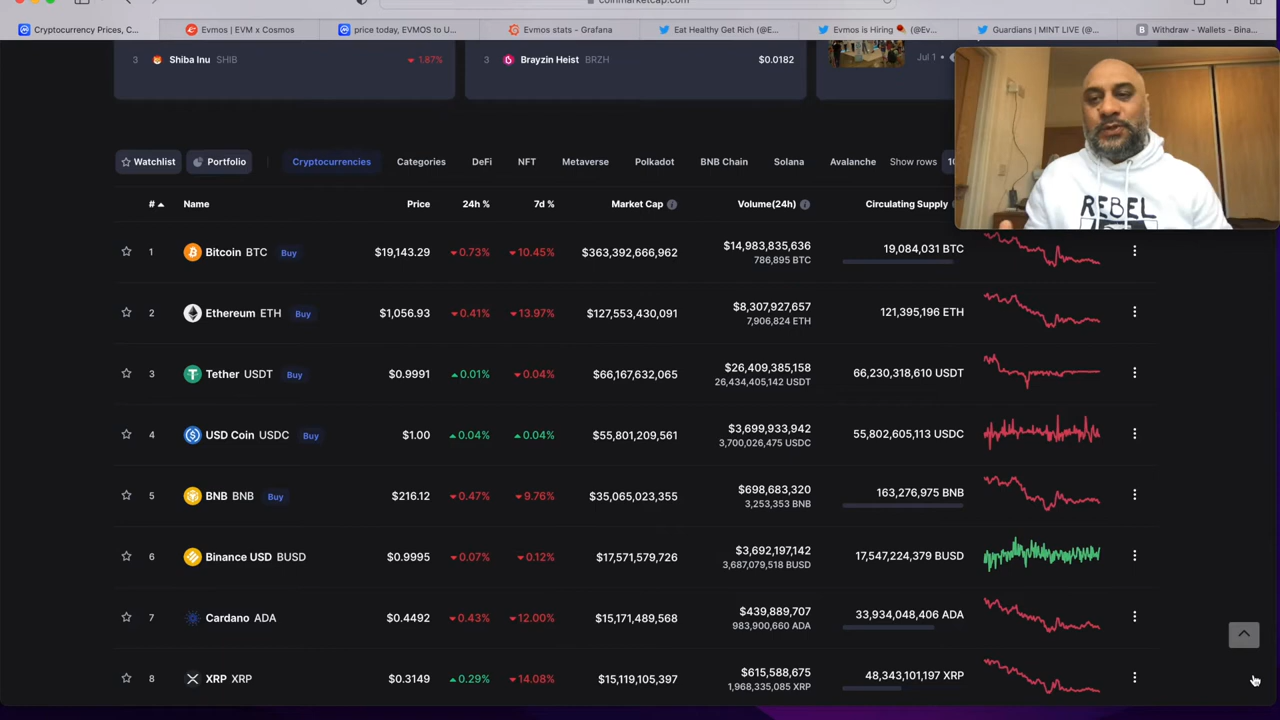 coinmarketcap.com
Cryptocurrency Prices, C...
Evmos | EVM x Cosmos
price today, EVMOS to U...
Evmos stats - Grafana
Eat Healthy Get Rich (@E...
Evmos is Hiring (@Ev...
Guardians | MINT LIVE (@...
Withdraw - Wallets - Bina...
3 Shiba Inu SHIB 1.87%
3 Brayzin Heist BRZH $0.0182
Jul 1 •
Watchlist Portfolio Cryptocurrencies Categories DeFi NFT Metaverse Polkadot BNB Chain Solana Avalanche Show rows
# Name Price 24h % 7d % Market Cap Volume(24h) Circulating Supply
1 Bitcoin BTC Buy $19,143.29 0.73% 10.45% $363,392,666,962 $14,983,835,636 19,084,031 BTC
786,895 BTC
2 Ethereum ETH Buy $1,056.93 0.41% 13.97% $127,553,430,091 $8,307,927,657 121,395,196 ETH
7,906,824 ETH
3 Tether USDT Buy $0.9991 0.01% 0.04% $66,167,632,065 $26,409,385,158 66,230,318,610 USDT
26,434,405,142 USDT
4 USD Coin USDC Buy $1.00 0.04% 0.04% $55,801,209,561 $3,699,933,942 55,802,605,113 USDC
3,700,026,475 USDC
5 BNB BNB Buy $216.12 0.47% 9.76% $35,065,023,355 $698,683,320 163,276,975 BNB
3,253,353 BNB
6 Binance USD BUSD $0.9995 0.07% 0.12% $17,571,579,726 $3,692,197,142 17,547,224,379 BUSD
3,687,079,518 BUSD
7 Cardano ADA $0.4492 0.43% 12.00% $15,171,489,568 $439,889,707 33,934,048,406 ADA
983,900,660 ADA
8 XRP XRP $0.3149 0.29% 14.08% $15,119,105,397 $615,588,675 48,343,101,197 XRP
1,968,335,085 XRP
REBEL